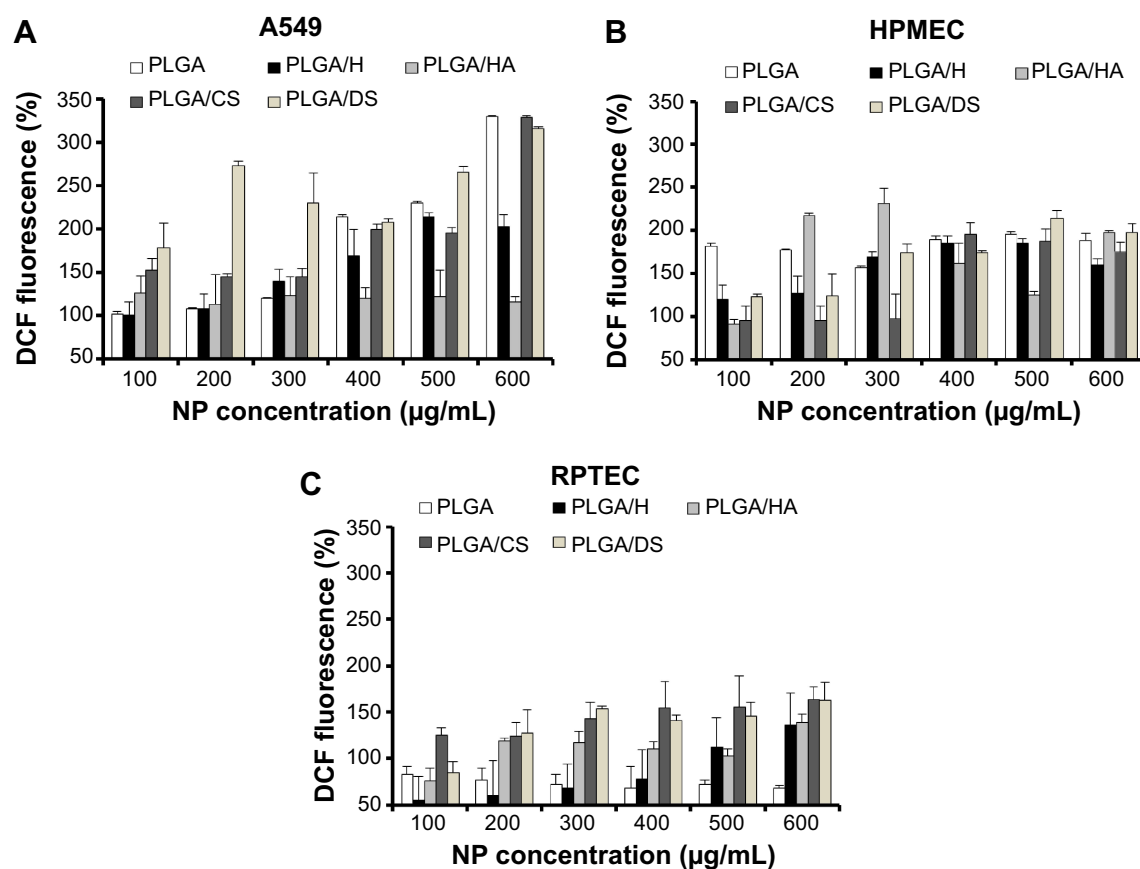 A
A549
PLGA PLGA/H PLGA/HA
PLGA/CS PLGA/DS
350
300
250
200
150
100
50
DCF fluorescence (%)
100 200 300 400 500 600
NP concentration (µg/mL)
B
HPMEC
PLGA PLGA/H PLGA/HA
PLGA/CS PLGA/DS
350
300
250
200
150
100
50
DCF fluorescence (%)
100 200 300 400 500 600
NP concentration (µg/mL)
C
RPTEC
PLGA PLGA/H PLGA/HA
PLGA/CS PLGA/DS
350
300
250
200
150
100
50
DCF fluorescence (%)
100 200 300 400 500 600
NP concentration (µg/mL)